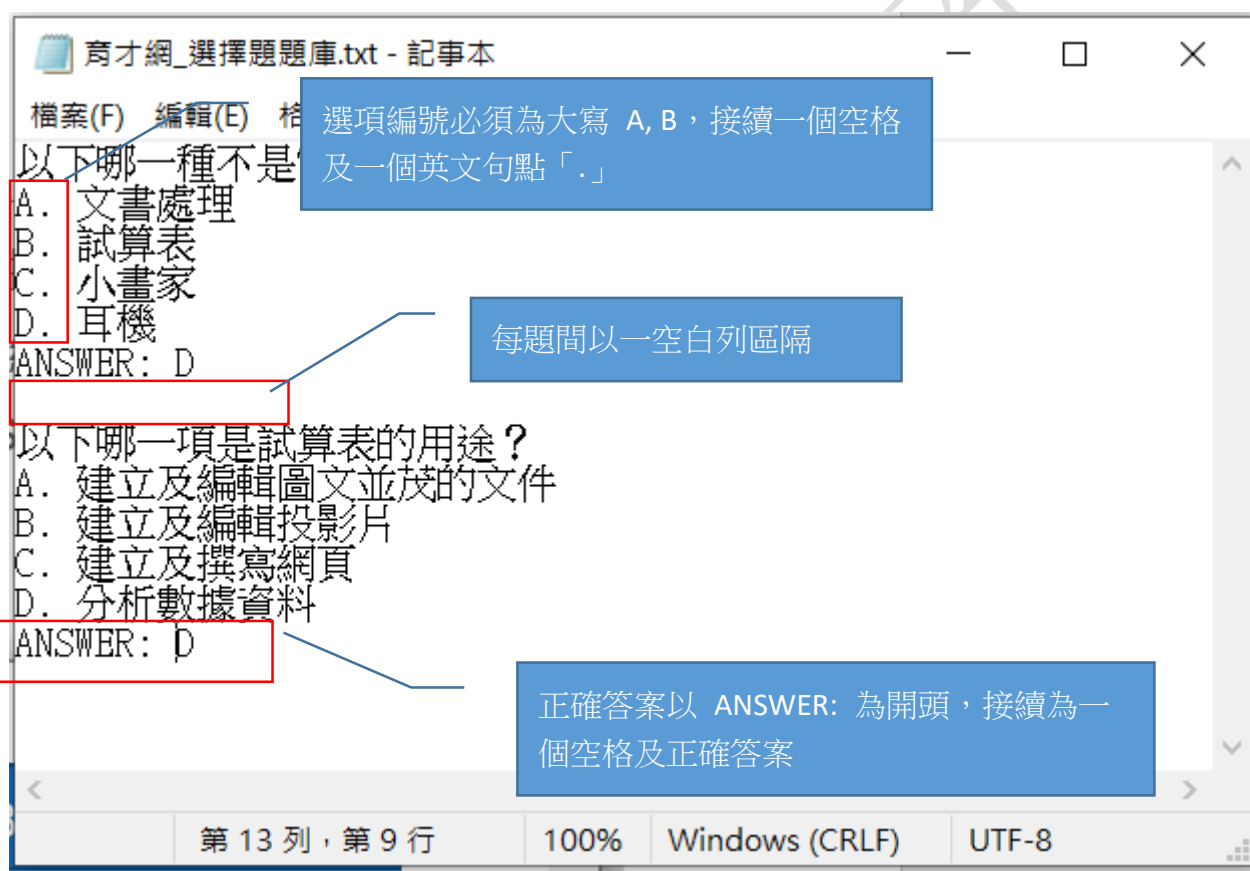 育才網_選擇題題庫.txt - 記事本
檔案(F) 編輯(E) 格
選項編號必須為大寫 A, B，接續一個空格
及一個英文句點「.」
以下哪一種不是
A. 文書處理
B. 試算表
C. 小畫家
D. 耳機
ANSWER: D
每題間以一空白列區隔
以下哪一項是試算表的用途？
A. 建立及編輯圖文並茂的文件
B. 建立及編輯投影片
C. 建立及撰寫網頁
D. 分析數據資料
ANSWER: D
正確答案以 ANSWER: 為開頭，接續為一
個空格及正確答案
第 13 列，第 9 行 100% Windows (CRLF) UTF-8